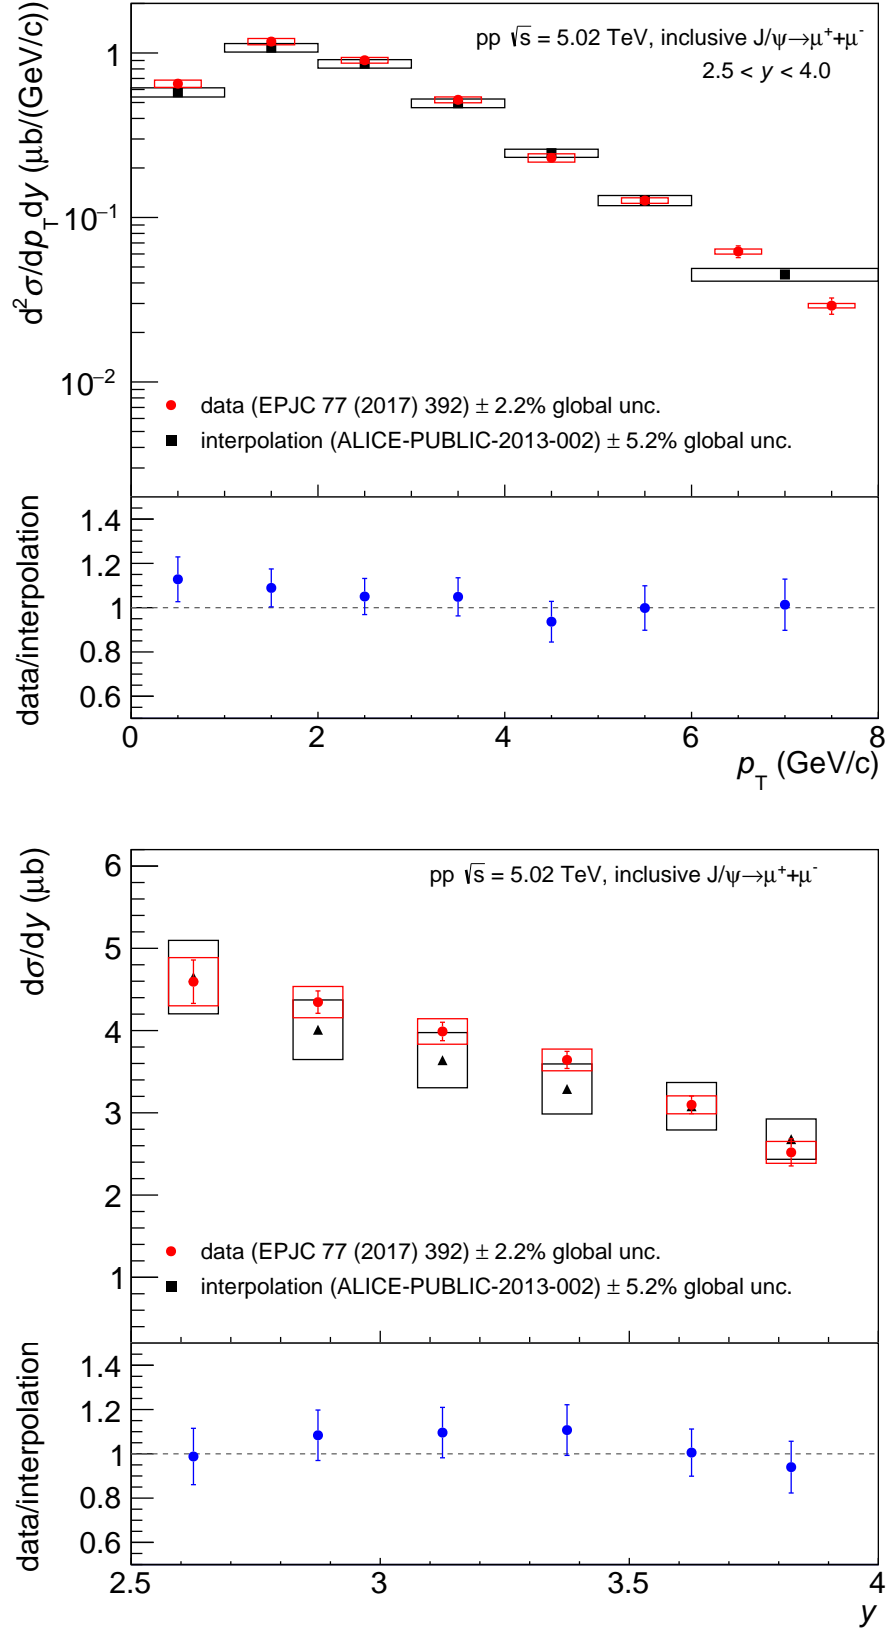 pp √s = 5.02 TeV, inclusive J/ψ→μ⁺+μ⁻
2.5 < y < 4.0
d²σ/dp_T dy (μb/(GeV/c))
1
10⁻¹
10⁻²
data (EPJC 77 (2017) 392) ± 2.2% global unc.
interpolation (ALICE-PUBLIC-2013-002) ± 5.2% global unc.
data/interpolation
1.4
1.2
1
0.8
0.6
0 2 4 6 8
p_T (GeV/c)
dσ/dy (μb)
pp √s = 5.02 TeV, inclusive J/ψ→μ⁺+μ⁻
6
5
4
3
2
1
data (EPJC 77 (2017) 392) ± 2.2% global unc.
interpolation (ALICE-PUBLIC-2013-002) ± 5.2% global unc.
data/interpolation
1.4
1.2
1
0.8
0.6
2.5 3 3.5 4
y